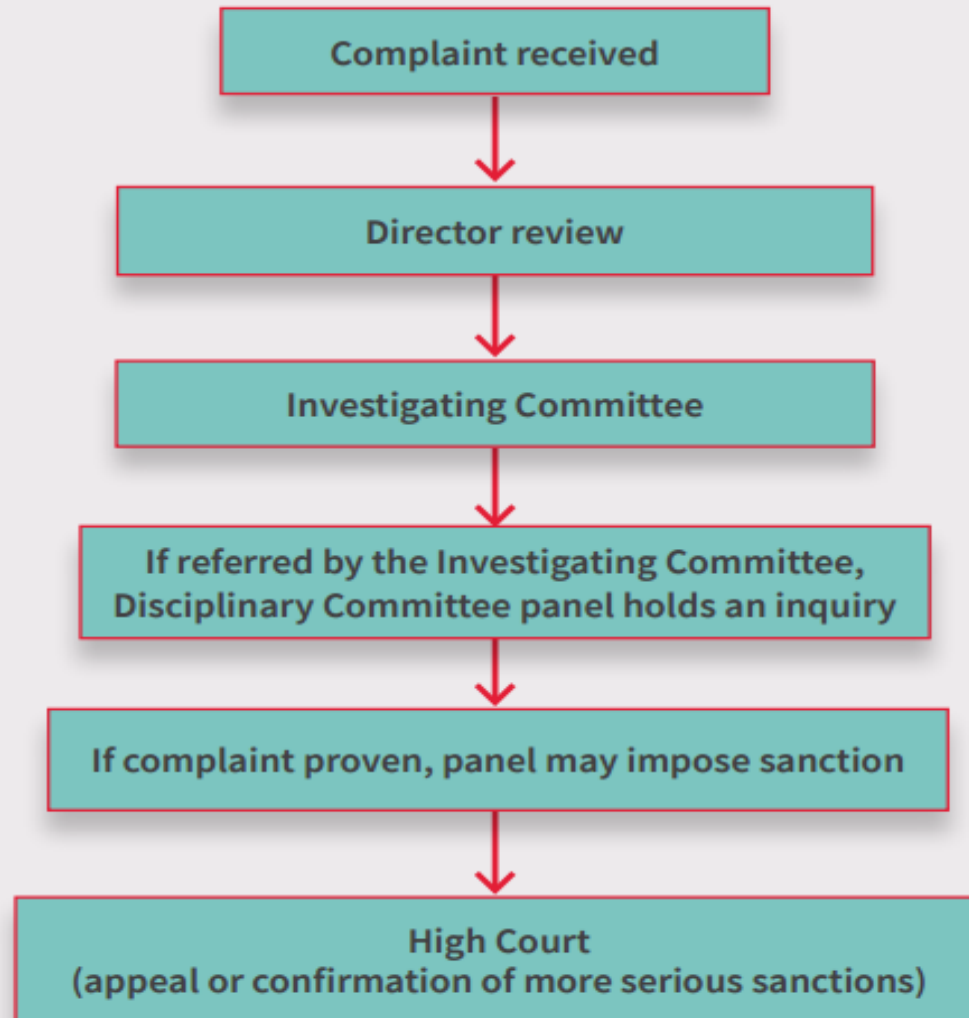 Complaint received
Director review
Investigating Committee
If referred by the Investigating Committee,
Disciplinary Committee panel holds an inquiry
If complaint proven, panel may impose sanction
High Court
(appeal or confirmation of more serious sanctions)